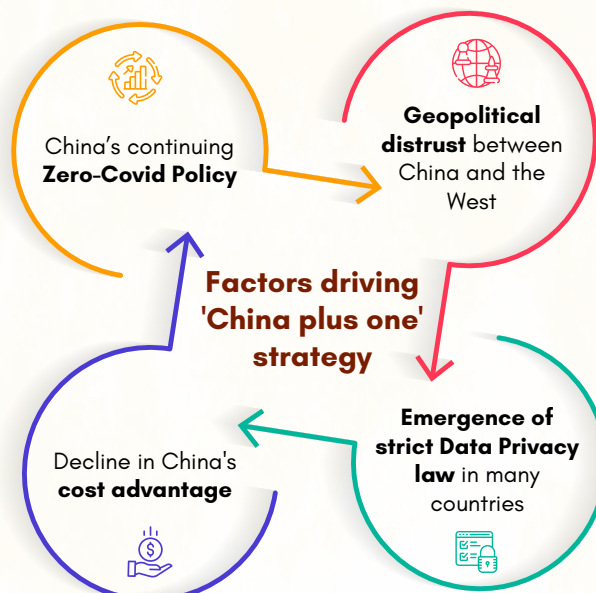 China's continuing
Zero-Covid Policy
Geopolitical
distrust between
China and the
West
Factors driving
'China plus one'
strategy
Emergence of
strict Data Privacy
law in many
countries
Decline in China's
cost advantage
$